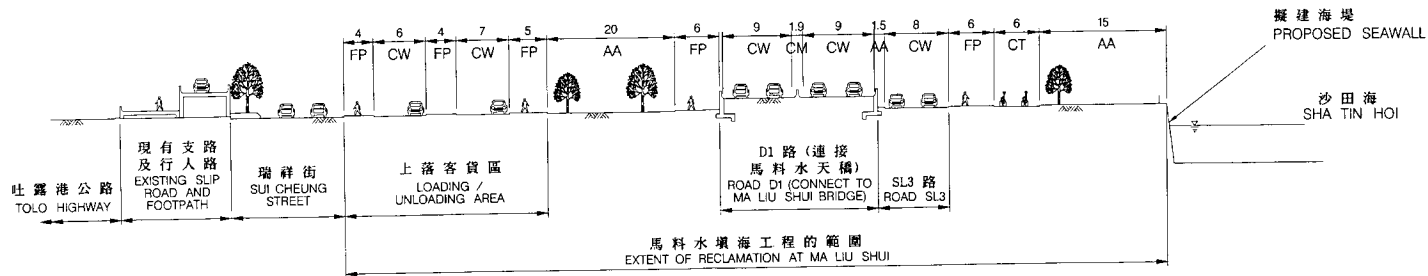 4 6 4 7 5 20 6 9 1.9 9 1.5 8 6 6 15
FP CW FP CW FP AA FP CW CM CW AA CW FP CT AA
擬建海堤
PROPOSED SEAWALL
沙田海
SHA TIN HOI
吐露港公路
TOLO HIGHWAY
現有支路
及行人路
EXISTING SLIP
ROAD AND
FOOTPATH
瑞祥街
SUI CHEUNG
STREET
上落客貨區
LOADING /
UNLOADING AREA
D1 路 (連接
馬料水天橋)
ROAD D1 (CONNECT TO
MA LIU SHUI BRIDGE)
SL3 路
ROAD SL3
馬料水填海工程的範圍
EXTENT OF RECLAMATION AT MA LIU SHUI